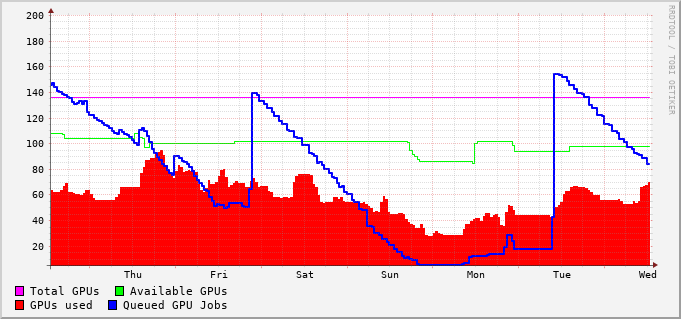 200
180
160
140
120
100
80
60
40
20
Thu Fri Sat Sun Mon Tue Wed
Total GPUs Available GPUs
GPUs used Queued GPU Jobs
RRDTOOL / TOBI OETIKER